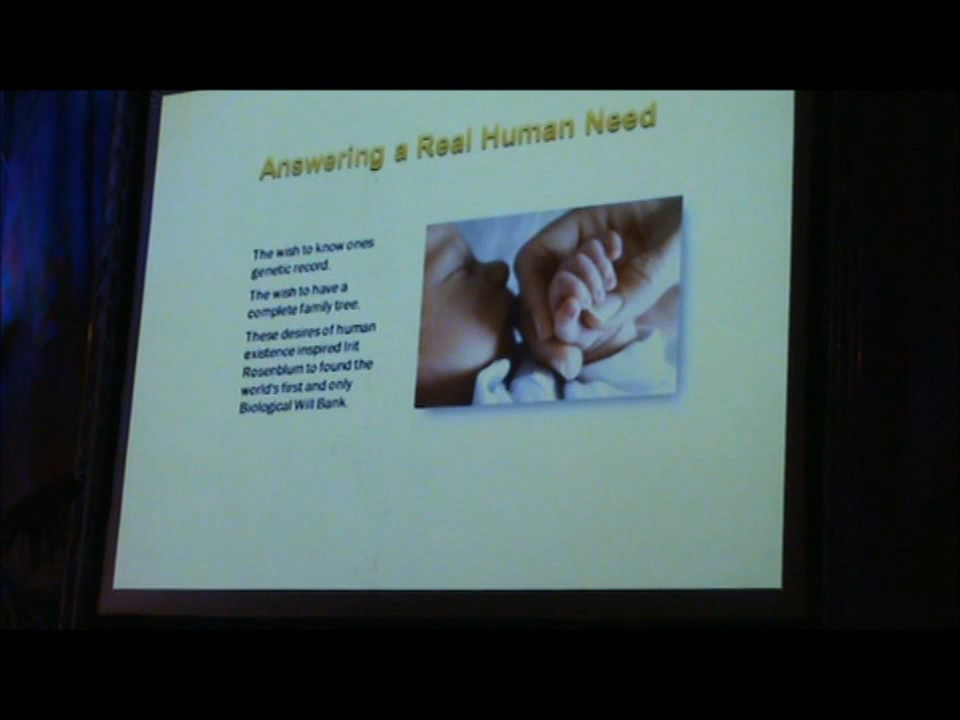 Answering a Real Human Need
The wish to know ones
genetic record.
The wish to have a
complete family tree.
These desires of human
existence inspired Irit
Rosenblum to found the
world's first and only
Biological Will Bank.